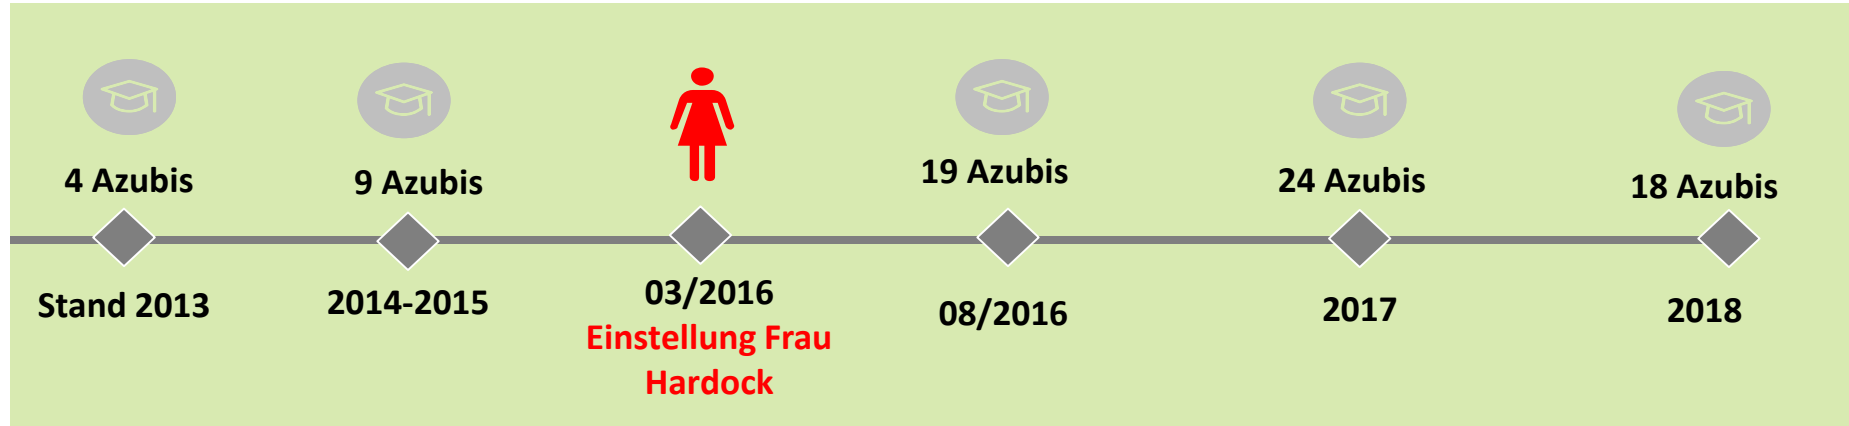 4 Azubis
9 Azubis
19 Azubis
24 Azubis
18 Azubis
Stand 2013
2014-2015
03/2016
Einstellung Frau
Hardock
08/2016
2017
2018